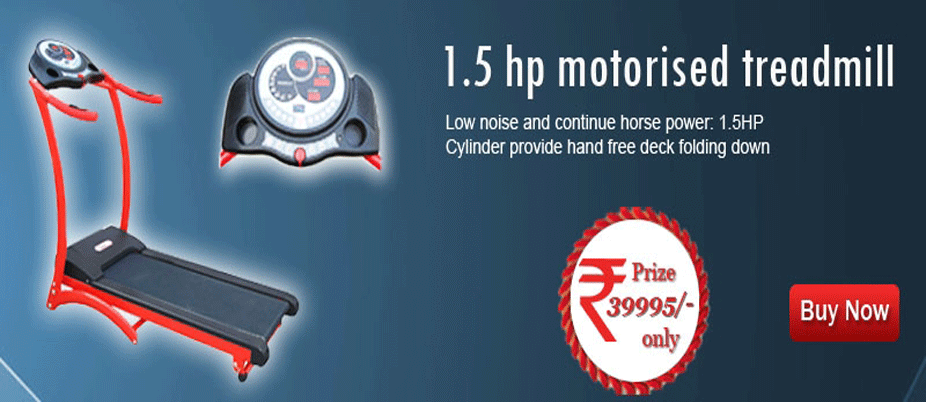 1.5 hp motorised treadmill
Low noise and continue horse power: 1.5HP
Cylinder provide hand free deck folding down
₹ Prize
39995/-
only
Buy Now